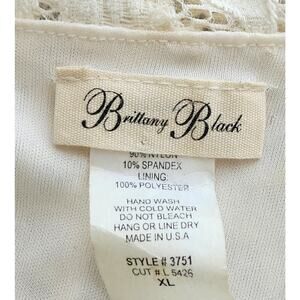 Brittany Black
90% NYLON
10% SPANDEX
LINING:
100% POLYESTER
HAND WASH
WITH COLD WATER
DO NOT BLEACH
HANG OR LINE DRY
MADE IN U.S.A
STYLE # 3751
CUT # L 5426
XL